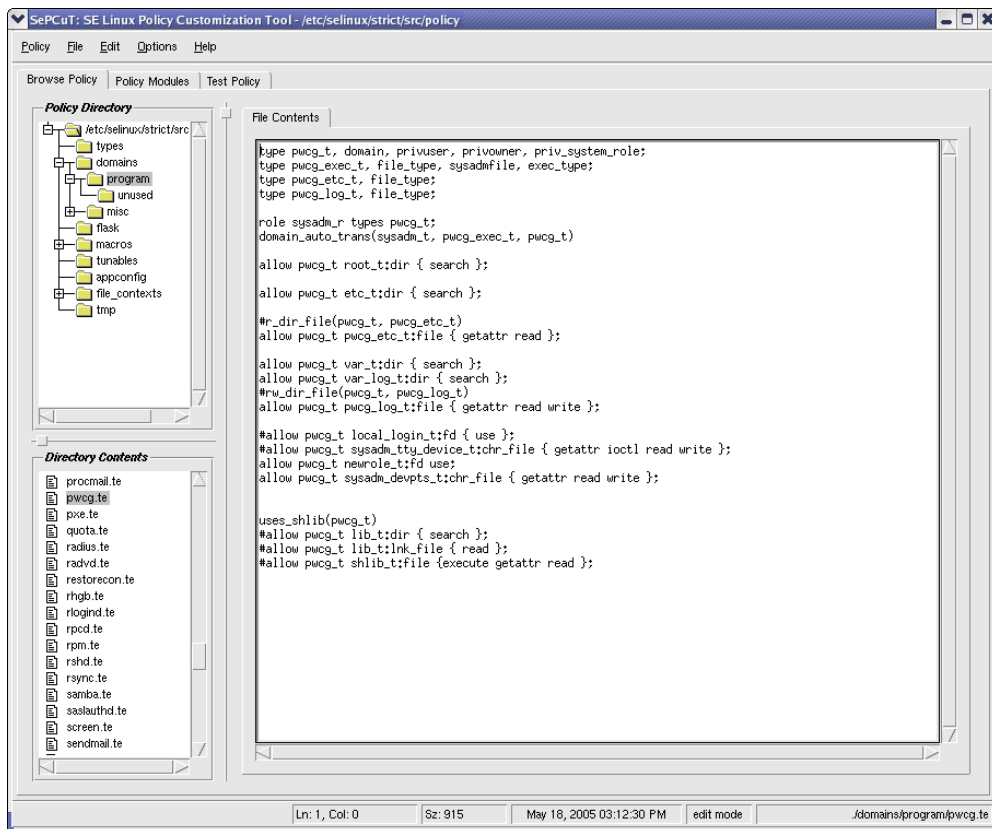 SePCuT: SE Linux Policy Customization Tool - /etc/selinux/strict/src/policy
Policy File Edit Options Help
Browse Policy Policy Modules Test Policy
Policy Directory
/etc/selinux/strict/src
types
domains
program
unused
misc
flask
macros
tunables
appconfig
file_contexts
tmp
Directory Contents
procmail.te
pwcg.te
pxe.te
quota.te
radius.te
radvd.te
restorecon.te
rhgb.te
rlogind.te
rpcd.te
rpm.te
rshd.te
rsync.te
samba.te
saslauthd.te
screen.te
sendmail.te
File Contents
type pwcg_t, domain, privuser, privowner, priv_system_role;
type pwcg_exec_t, file_type, sysadmfile, exec_type;
type pwcg_etc_t, file_type;
type pwcg_log_t, file_type;
role sysadm_r types pwcg_t;
domain_auto_trans(sysadm_t, pwcg_exec_t, pwcg_t)
allow pwcg_t root_t:dir { search };
allow pwcg_t etc_t:dir { search };
#r_dir_file(pwcg_t, pwcg_etc_t)
allow pwcg_t pwcg_etc_t:file { getattr read };
allow pwcg_t var_t:dir { search };
allow pwcg_t var_log_t:dir { search };
#rw_dir_file(pwcg_t, pwcg_log_t)
allow pwcg_t pwcg_log_t:file { getattr read write };
#allow pwcg_t local_login_t:fd { use };
#allow pwcg_t sysadm_tty_device_t:chr_file { getattr ioctl read write };
allow pwcg_t newrole_t:fd use;
allow pwcg_t sysadm_devpts_t:chr_file { getattr read write };
uses_shlib(pwcg_t)
#allow pwcg_t lib_t:dir { search };
#allow pwcg_t lib_t:lnk_file { read };
#allow pwcg_t shlib_t:file {execute getattr read };
Ln: 1, Col: 0 Sz: 915 May 18, 2005 03:12:30 PM edit mode ./domains/program/pwcg.te